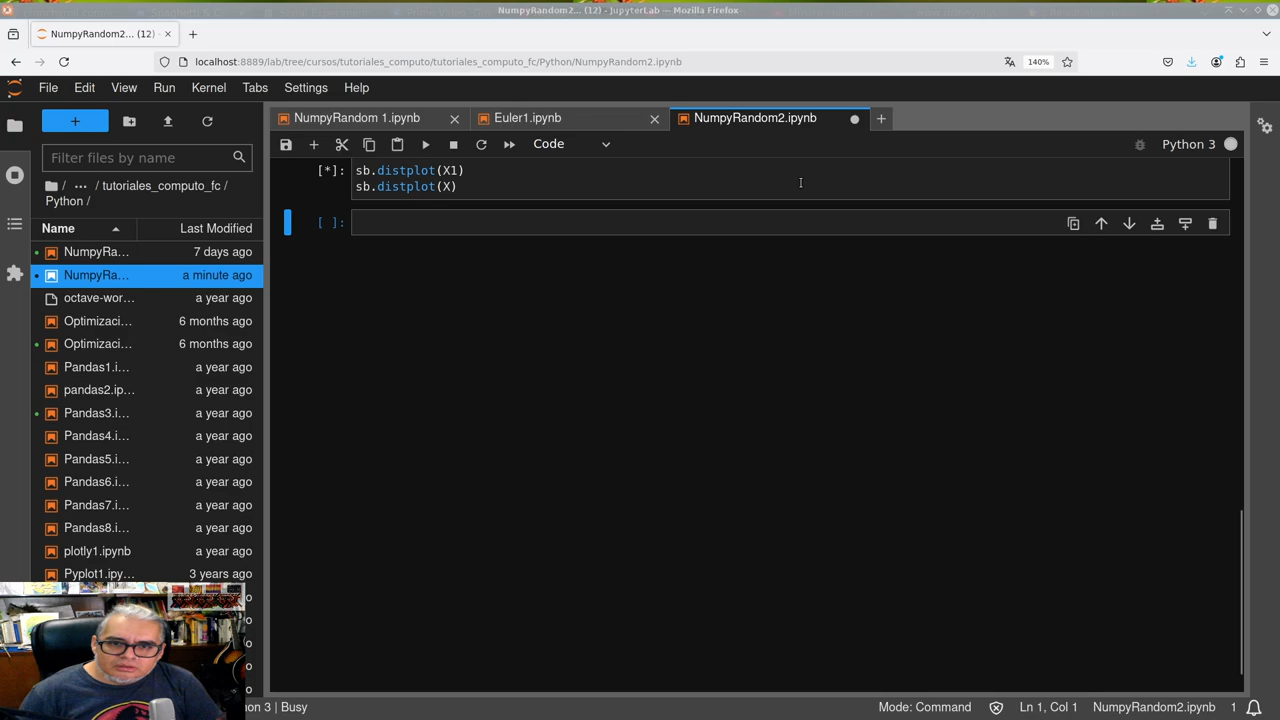 NumpyRandom2... (12) - JupyterLab — Mozilla Firefox
NumpyRandom2... (12)
localhost:8889/lab/tree/cursos/tutoriales_computo/tutoriales_computo_fc/Python/NumpyRandom2.ipynb
140%
File Edit View Run Kernel Tabs Settings Help
NumpyRandom 1.ipynb
Euler1.ipynb
NumpyRandom2.ipynb
Code
Python 3
Filter files by name
/ ... / tutoriales_computo_fc /
Python /
Name Last Modified
NumpyRa... 7 days ago
NumpyRa... a minute ago
octave-wor... a year ago
Optimizaci... 6 months ago
Optimizaci... 6 months ago
Pandas1.i... a year ago
pandas2.ip... a year ago
Pandas3.i... a year ago
Pandas4.i... a year ago
Pandas5.i... a year ago
Pandas6.i... a year ago
Pandas7.i... a year ago
Pandas8.i... a year ago
plotly1.ipynb a year ago
Pyplot1.ipy... 3 years ago
[*]: sb.distplot(X1)
sb.distplot(X)
[ ]:
on 3 | Busy
Mode: Command
Ln 1, Col 1
NumpyRandom2.ipynb
1